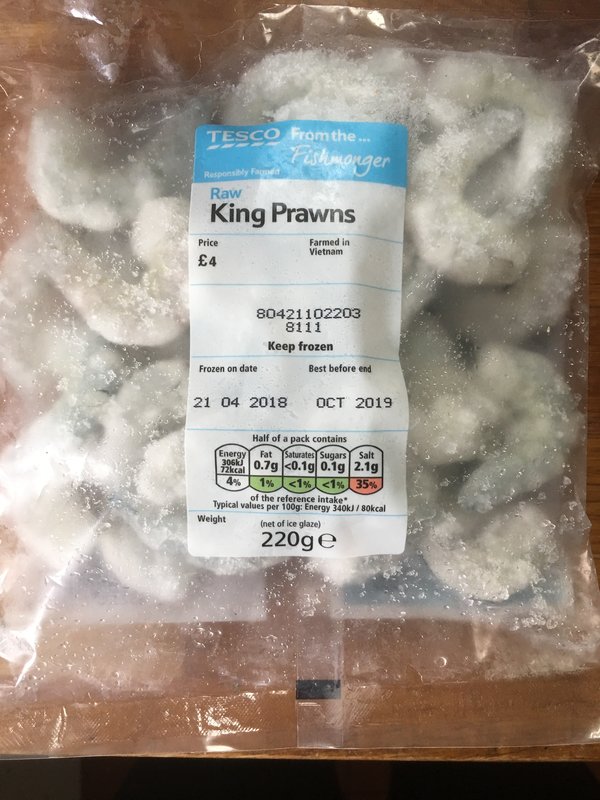 TESCO From the ...
Fishmonger
Responsibly Farmed
Raw
King Prawns
Price
£4
Farmed in
Vietnam
80421102203
8111
Keep frozen
Frozen on date Best before end
21 04 2018 OCT 2019
Half of a pack contains
Energy Fat Saturates Sugars Salt
306kJ
72kcal 0.7g <0.1g 0.1g 2.1g
4% 1% <1% <1% 35%
of the reference intake*
Typical values per 100g: Energy 340kJ / 80kcal
Weight (net of ice glaze)
220g℮